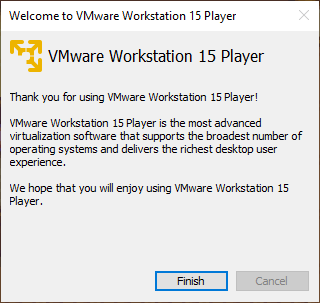 Welcome to VMware Workstation 15 Player
VMware Workstation 15 Player
Thank you for using VMware Workstation 15 Player!
VMware Workstation 15 Player is the most advanced
virtualization software that supports the broadest number of
operating systems and delivers the richest desktop user
experience.
We hope that you will enjoy using VMware Workstation 15
Player.
Finish
Cancel